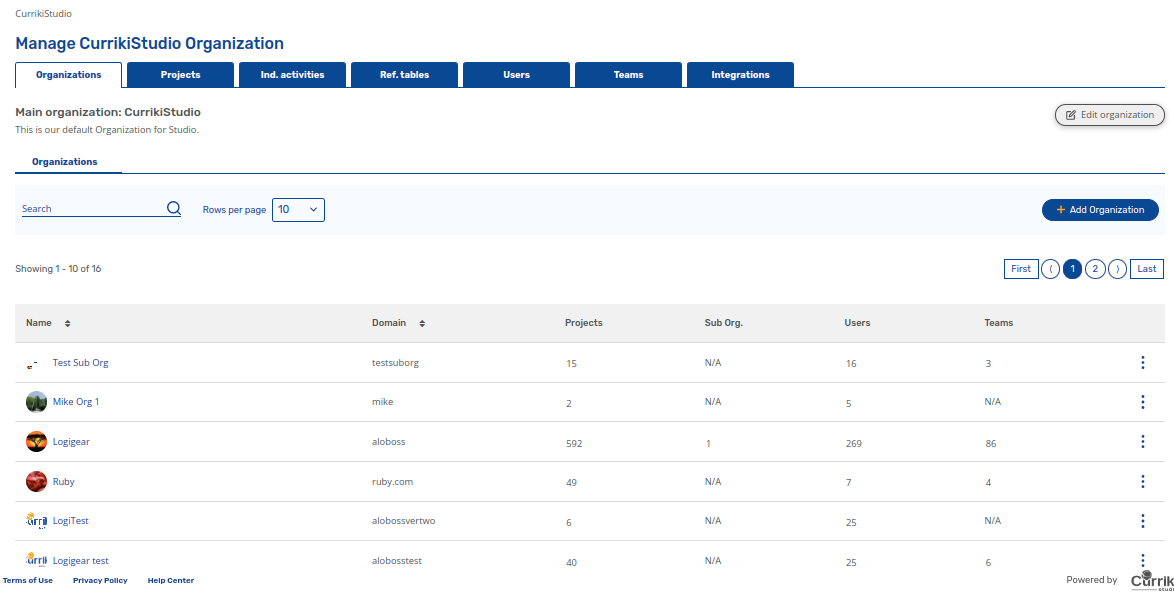 CurrikiStudio
Manage CurrikiStudio Organization
Organizations Projects Ind. activities Ref. tables Users Teams Integrations
Main organization: CurrikiStudio
This is our default Organization for Studio.
Edit organization
Organizations
Search Rows per page 10 + Add Organization
Showing 1 - 10 of 16 First ⟨ 1 2 ⟩ Last
Name Domain Projects Sub Org. Users Teams
Test Sub Org testsuborg 15 N/A 16 3
Mike Org 1 mike 2 N/A 5 N/A
Logigear aloboss 592 1 269 86
Ruby ruby.com 49 N/A 7 4
LogiTest alobossvertwo 6 N/A 25 N/A
Logigear test alobosstest 40 N/A 25 6
Terms of Use Privacy Policy Help Center Powered by Currik